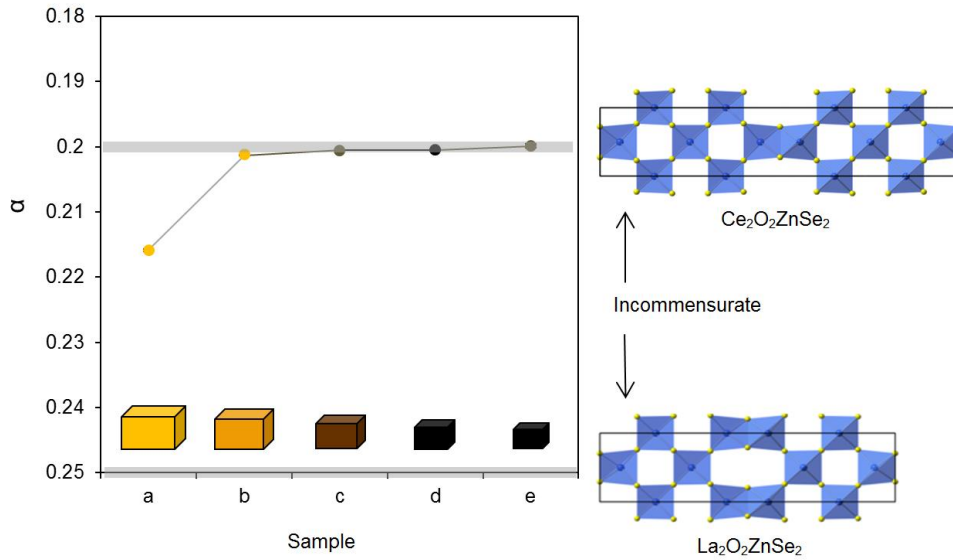 0.18
0.19
0.2
0.21
0.22
0.23
0.24
0.25
α
a b c d e
Sample
Ce₂O₂ZnSe₂
Incommensurate
La₂O₂ZnSe₂